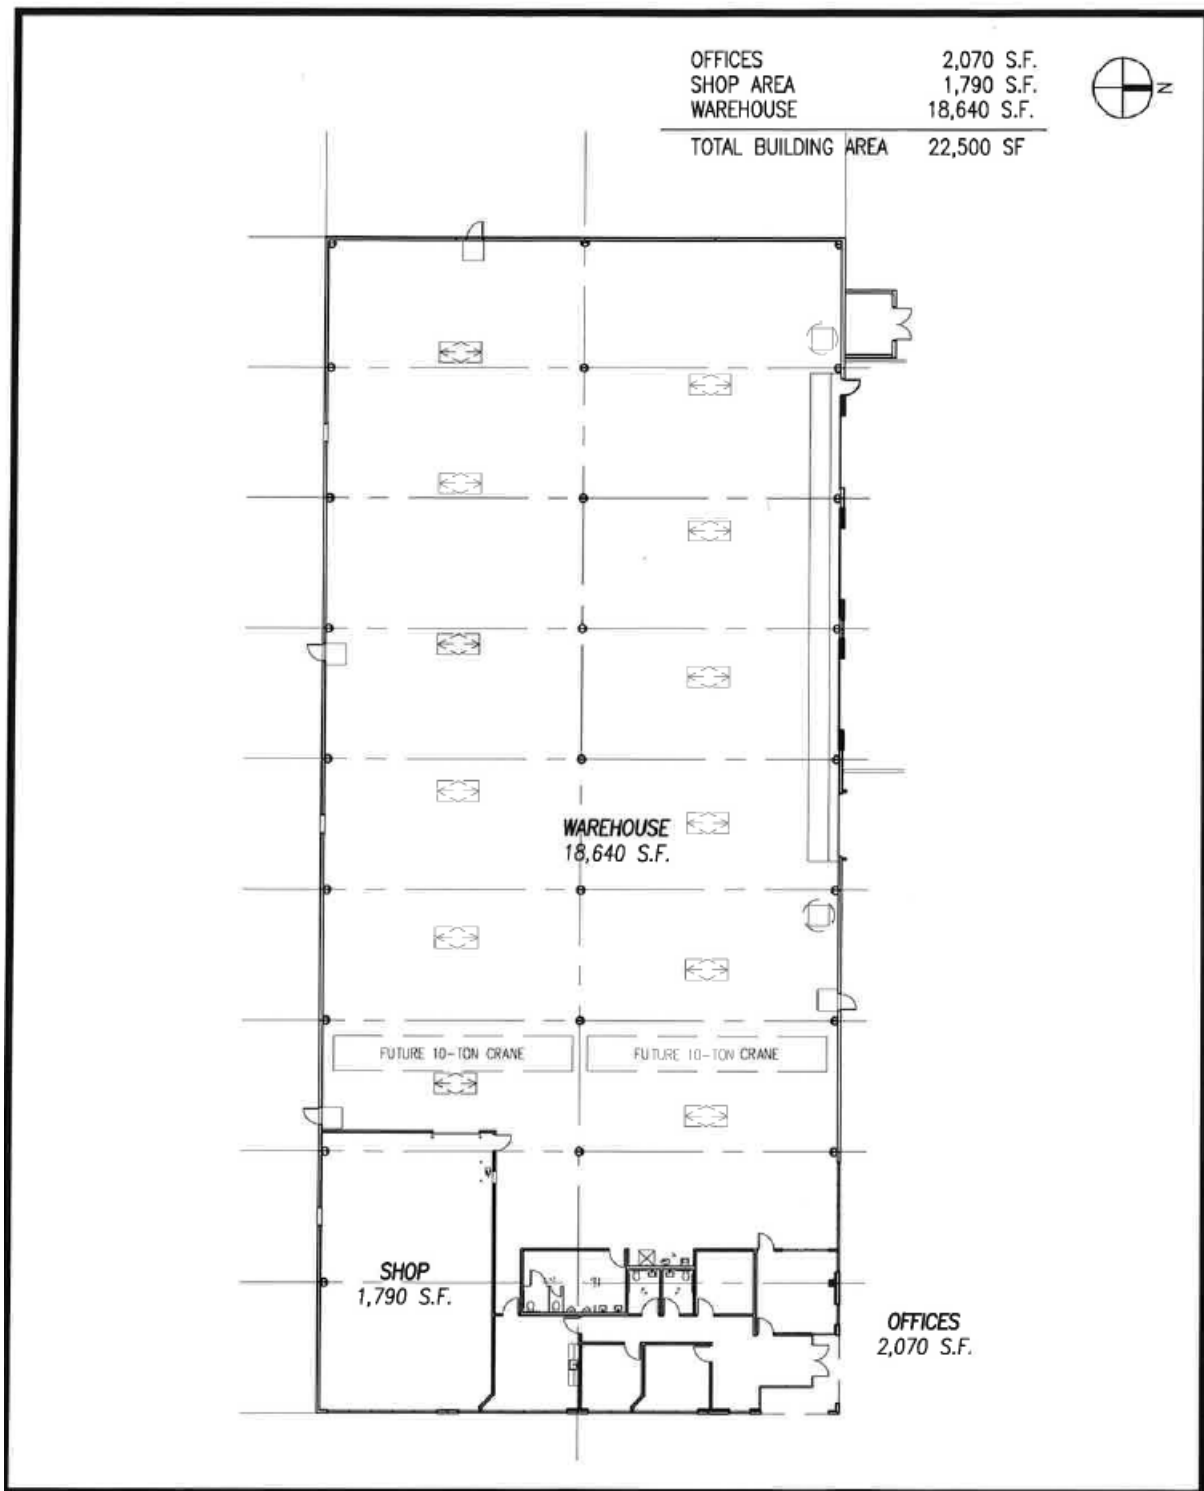 OFFICES 2,070 S.F.
SHOP AREA 1,790 S.F.
WAREHOUSE 18,640 S.F.
TOTAL BUILDING AREA 22,500 SF
N
WAREHOUSE
18,640 S.F.
FUTURE 10-TON CRANE
FUTURE 10-TON CRANE
SHOP
1,790 S.F.
OFFICES
2,070 S.F.